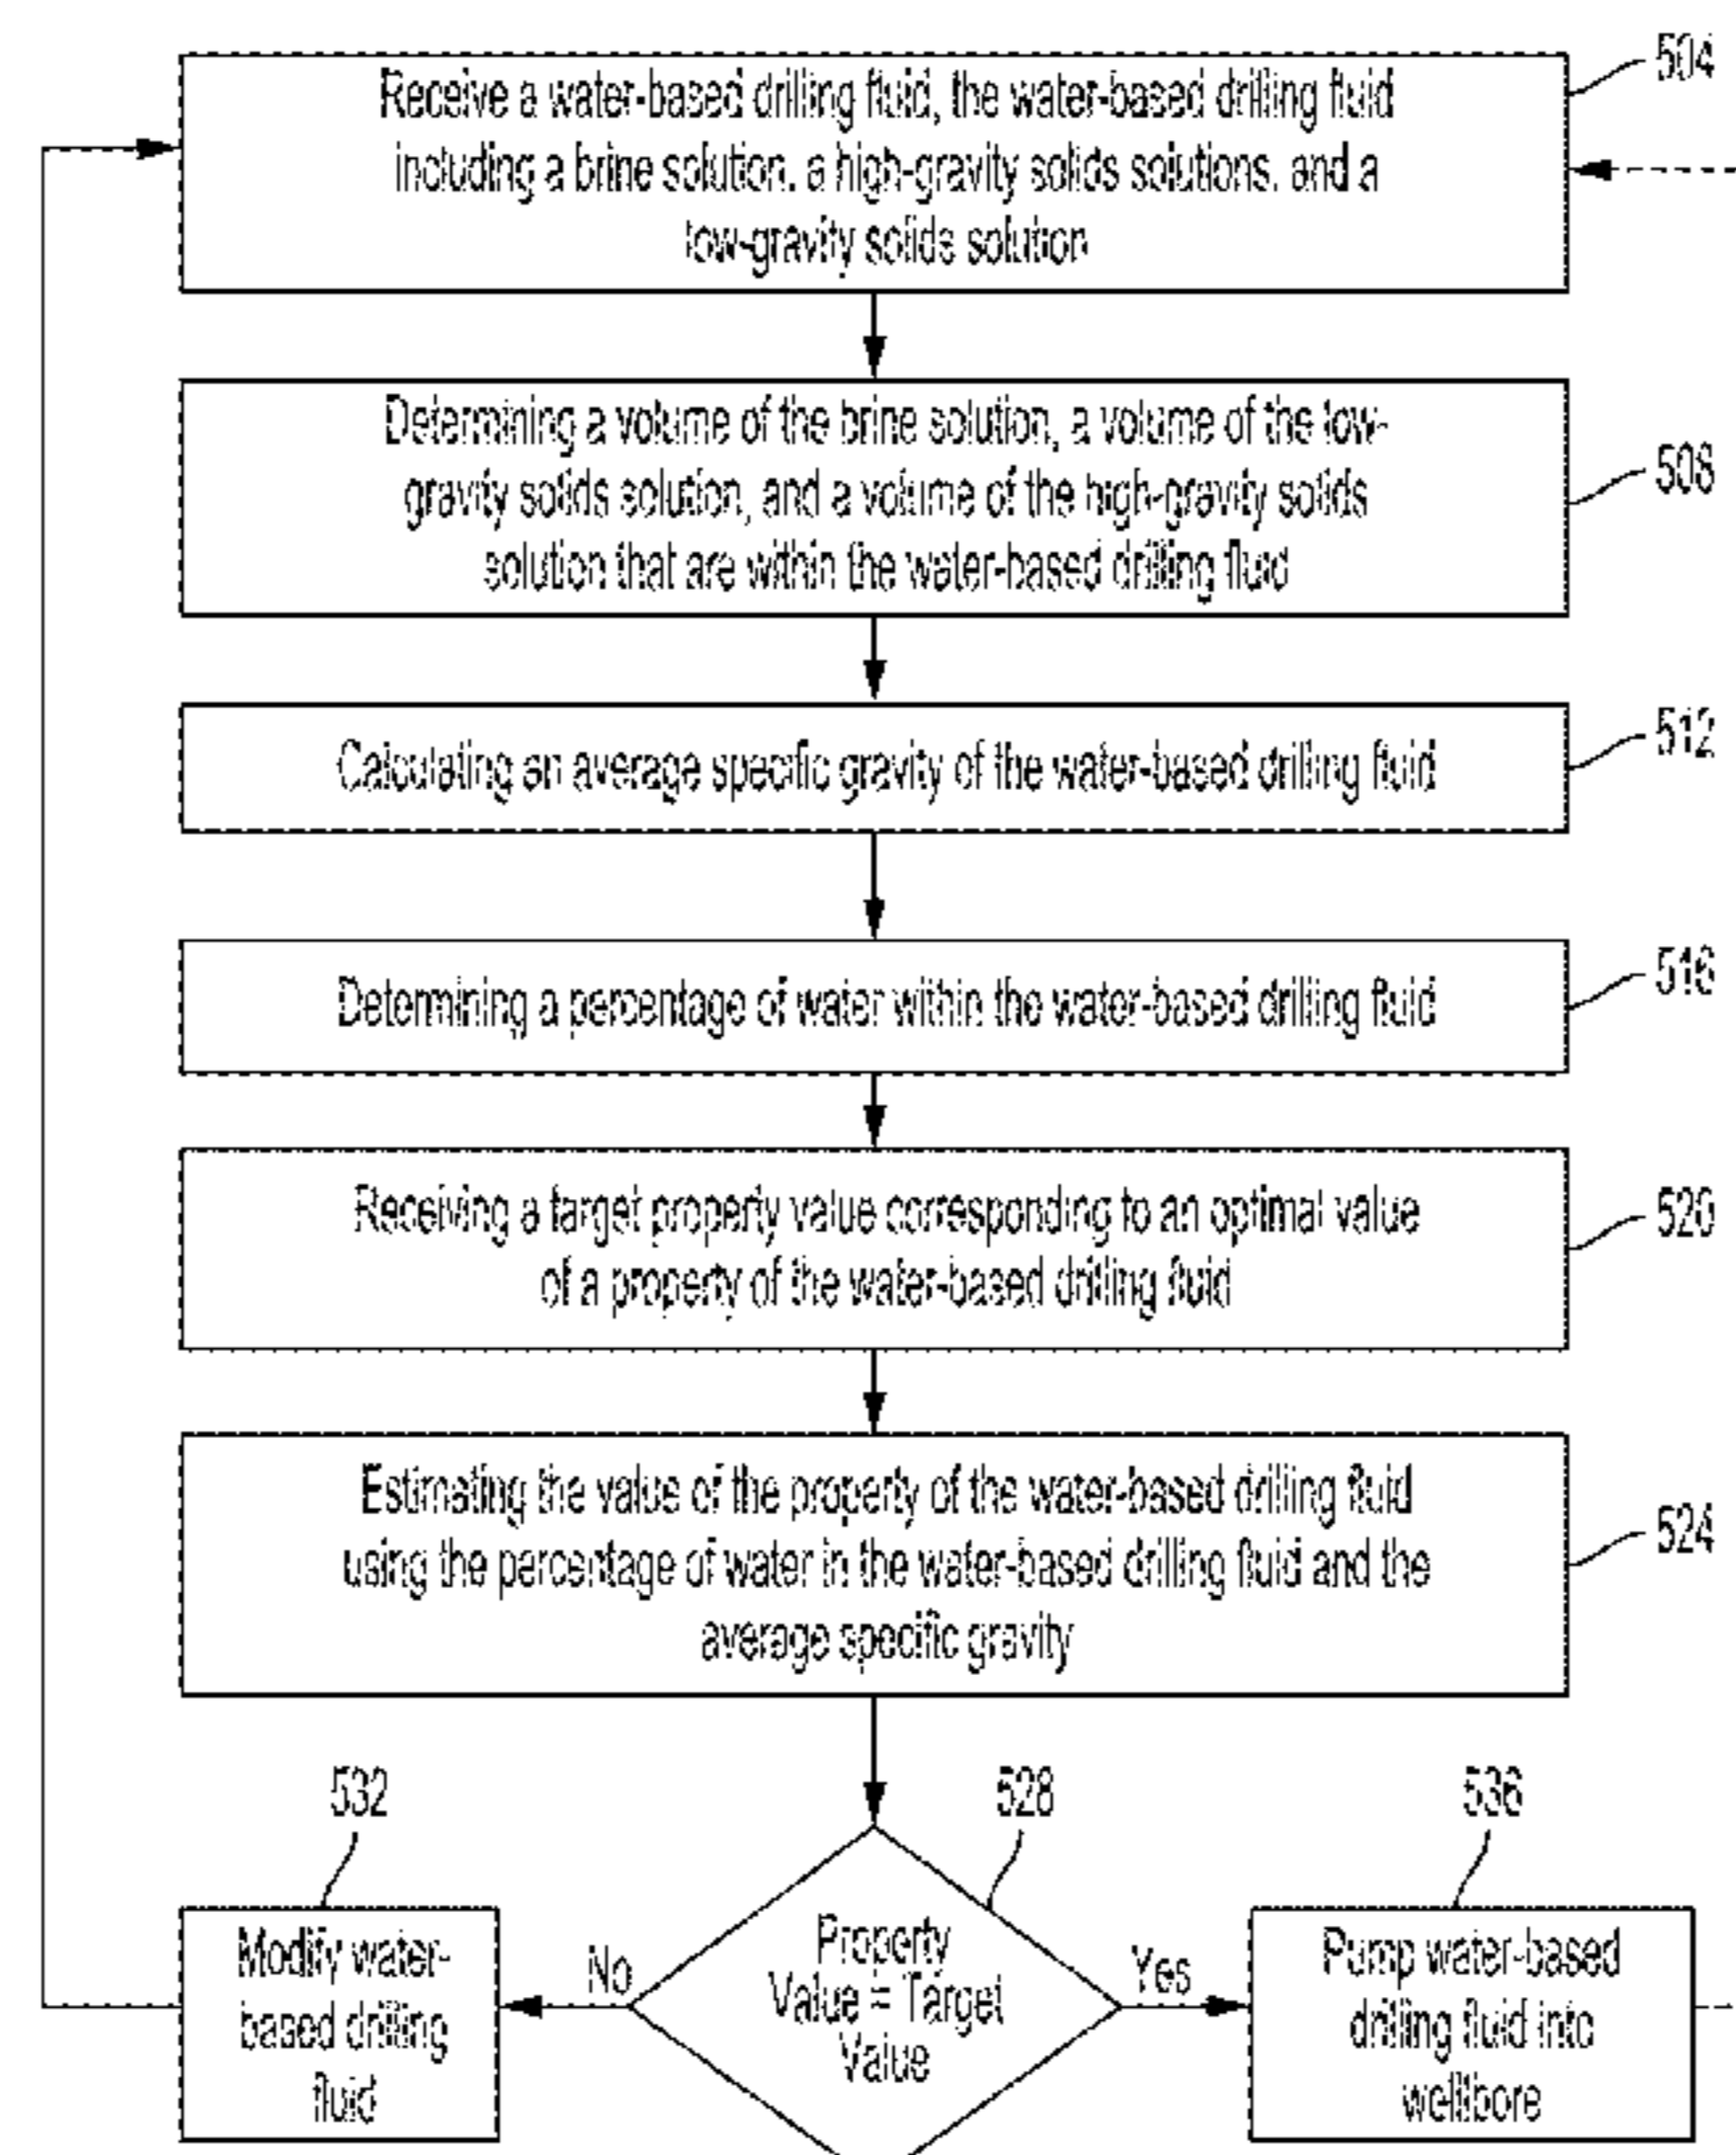 504
Receive a water-based drilling fluid, the water-based drilling fluid
including a brine solution, a high-gravity solids solutions, and a
low-gravity solids solution
Determining a volume of the brine solution, a volume of the low-
gravity solids solution, and a volume of the high-gravity solids
solution that are within the water-based drilling fluid
508
512
Calculating an average specific gravity of the water-based drilling fluid
516
Determining a percentage of water within the water-based drilling fluid
520
Receiving a target property value corresponding to an optimal value
of a property of the water-based drilling fluid
Estimating the value of the property of the water-based drilling fluid
using the percentage of water in the water-based drilling fluid and the
average specific gravity
524
532
528
536
Modify water-
based drilling
fluid
No
Property
Value = Target
Value
Yes
Pump water-based
drilling fluid into
wellibore